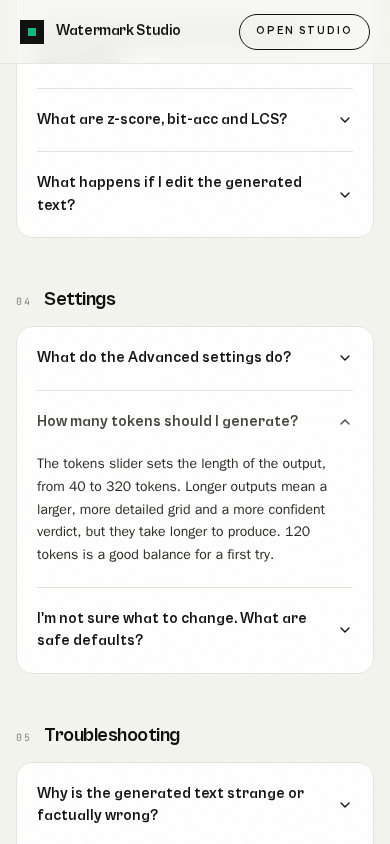 Watermark Studio
OPEN STUDIO
What are z-score, bit-acc and LCS?
What happens if I edit the generated
text?
04 Settings
What do the Advanced settings do?
How many tokens should I generate?
The tokens slider sets the length of the output,
from 40 to 320 tokens. Longer outputs mean a
larger, more detailed grid and a more confident
verdict, but they take longer to produce. 120
tokens is a good balance for a first try.
I'm not sure what to change. What are
safe defaults?
05 Troubleshooting
Why is the generated text strange or
factually wrong?